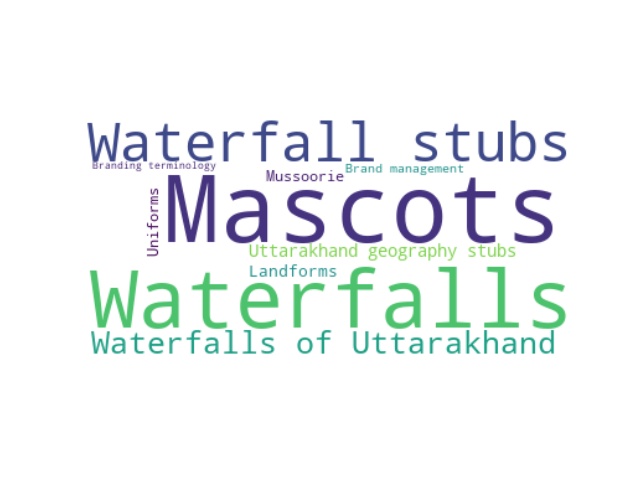 Waterfall stubs
Branding terminology
Brand management
Mussoorie
Mascots
Uniforms
Uttarakhand geography stubs
Landforms
Waterfalls
Waterfalls of Uttarakhand